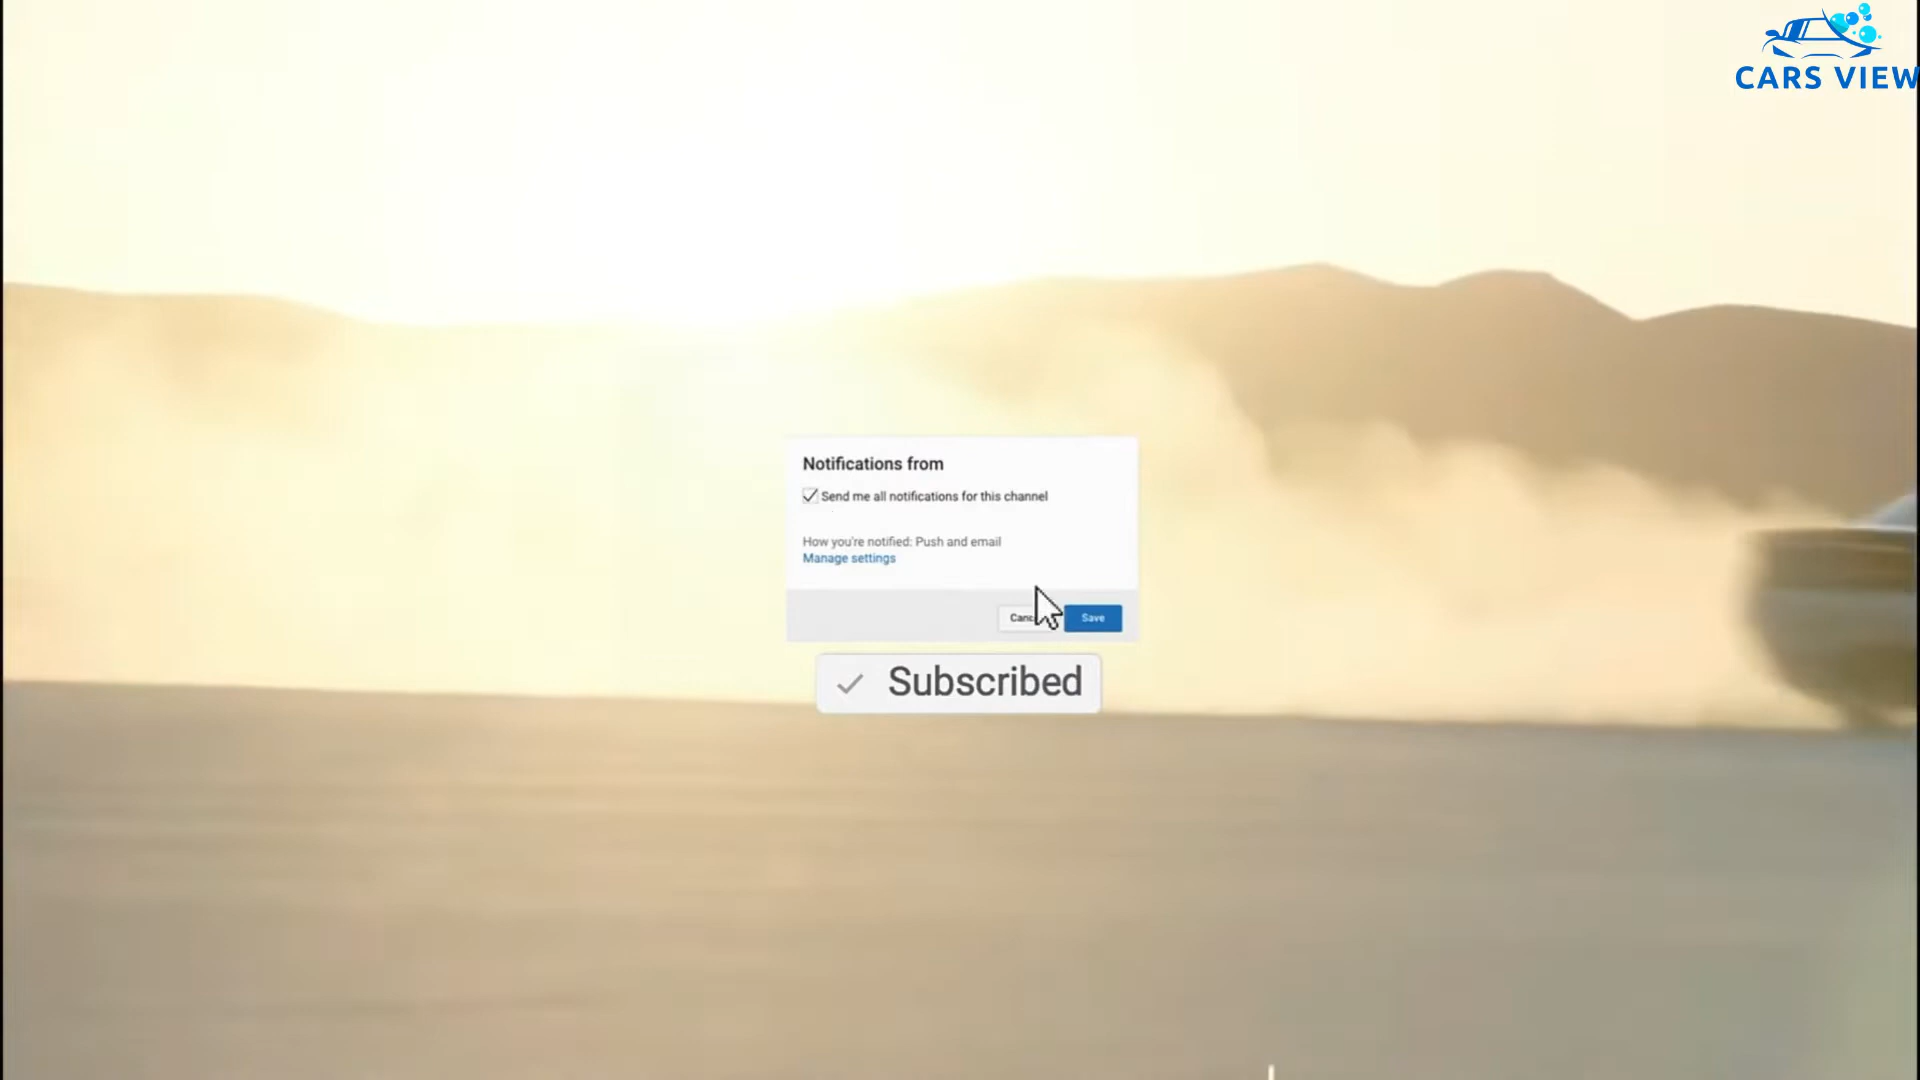 CARS VIEW
Notifications from
Send me all notifications for this channel
How you're notified: Push and email
Manage settings
Save
Subscribed